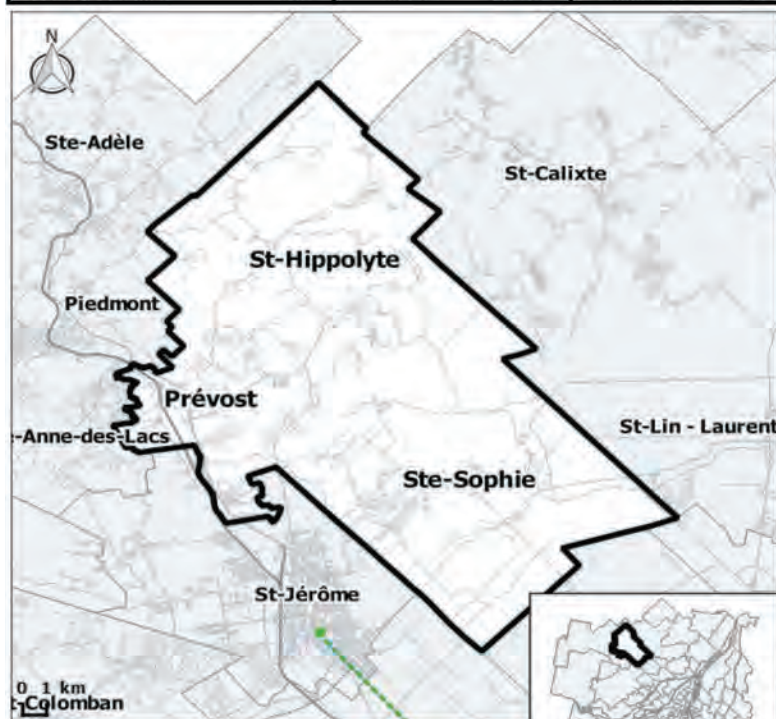 N
Ste-Adèle
St-Calixte
St-Hippolyte
Piedmont
Prévost
e-Anne-des-Lacs
St-Lin - Laurent
Ste-Sophie
St-Jérôme
0 1 km
t-Colomban